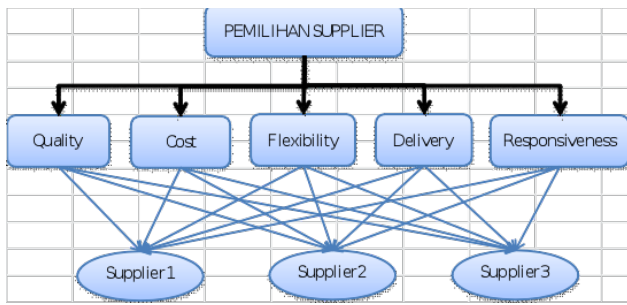 PEMILIHAN SUPPLIER
Quality
Cost
Flexibility
Delivery
Responsiveness
Supplier1
Supplier2
Supplier3